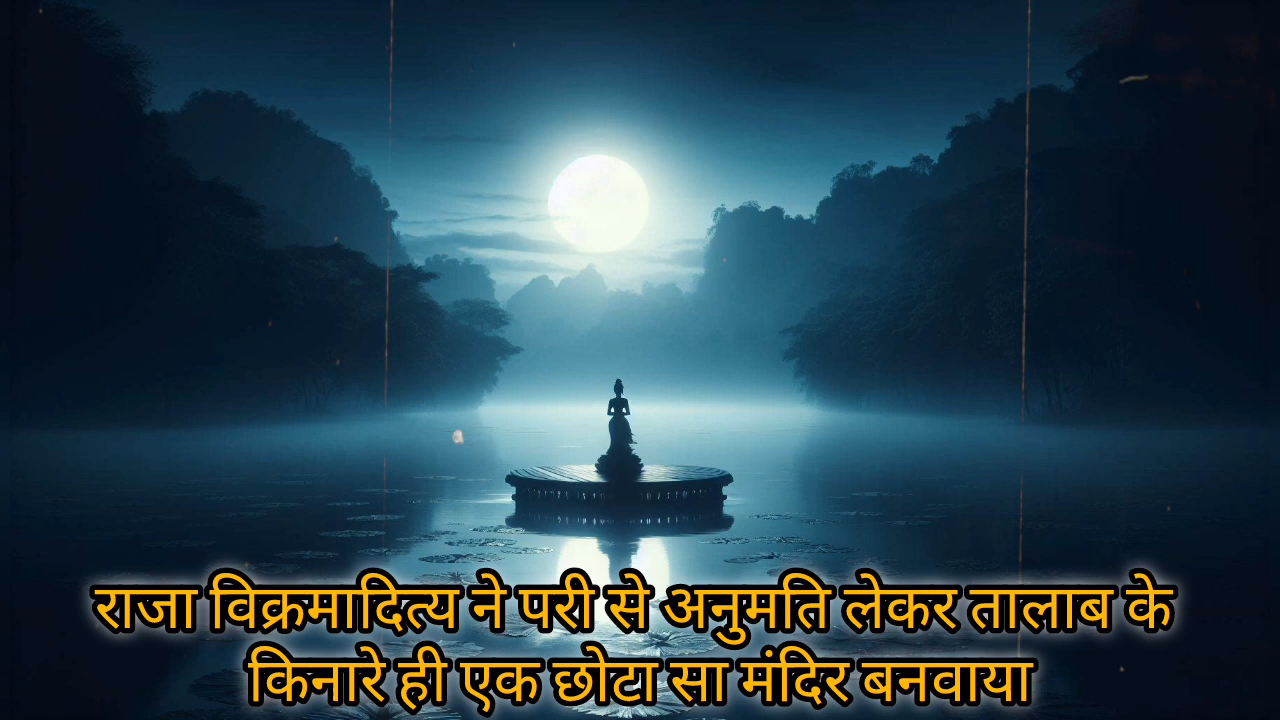 राजा विक्रमादित्य ने परी से अनुमति लेकर तालाब के
किनारे ही एक छोटा सा मंदिर बनवाया